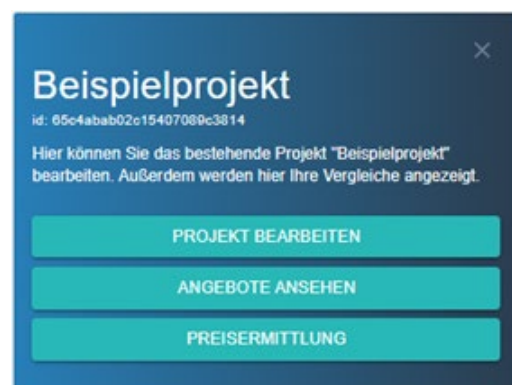 Beispielprojekt
id: 65c4abab02c15407089c3814
Hier können Sie das bestehende Projekt "Beispielprojekt"
bearbeiten. Außerdem werden hier Ihre Vergleiche angezeigt.
PROJEKT BEARBEITEN
ANGEBOTE ANSEHEN
PREISERMITTLUNG